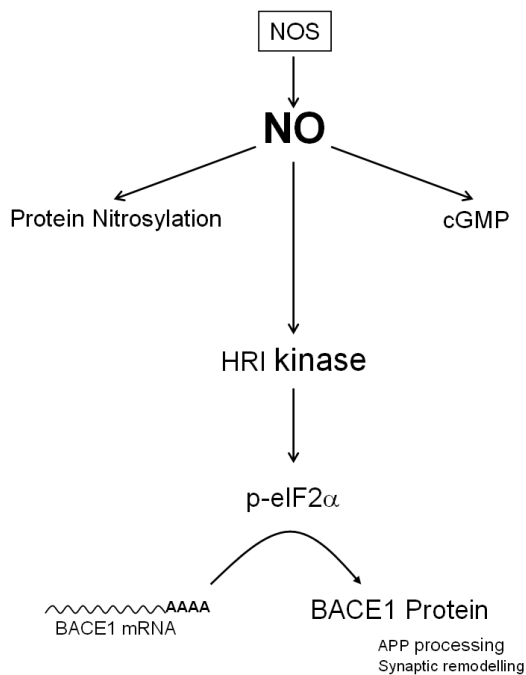 NOS
NO
Protein Nitrosylation
cGMP
HRI kinase
p-eIF2α
AAAA
BACE1 mRNA
BACE1 Protein
APP processing
Synaptic remodelling